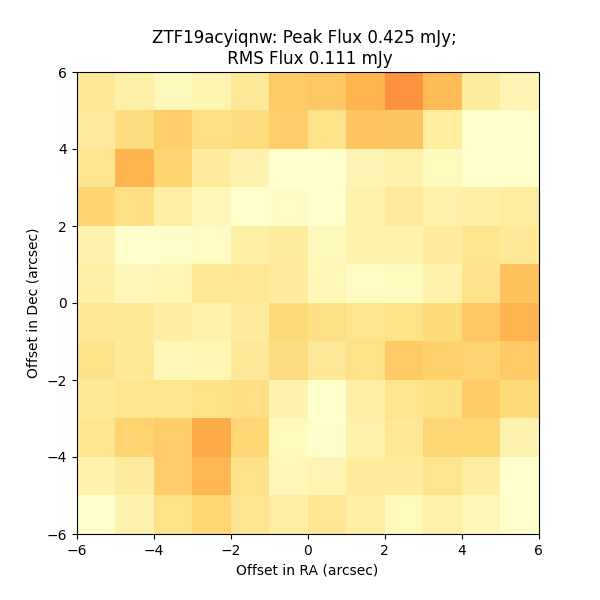 ZTF19acyiqnw: Peak Flux 0.425 mJy;
RMS Flux 0.111 mJy
6
4
2
0
−2
−4
−6
Offset in Dec (arcsec)
−6 −4 −2 0 2 4 6
Offset in RA (arcsec)